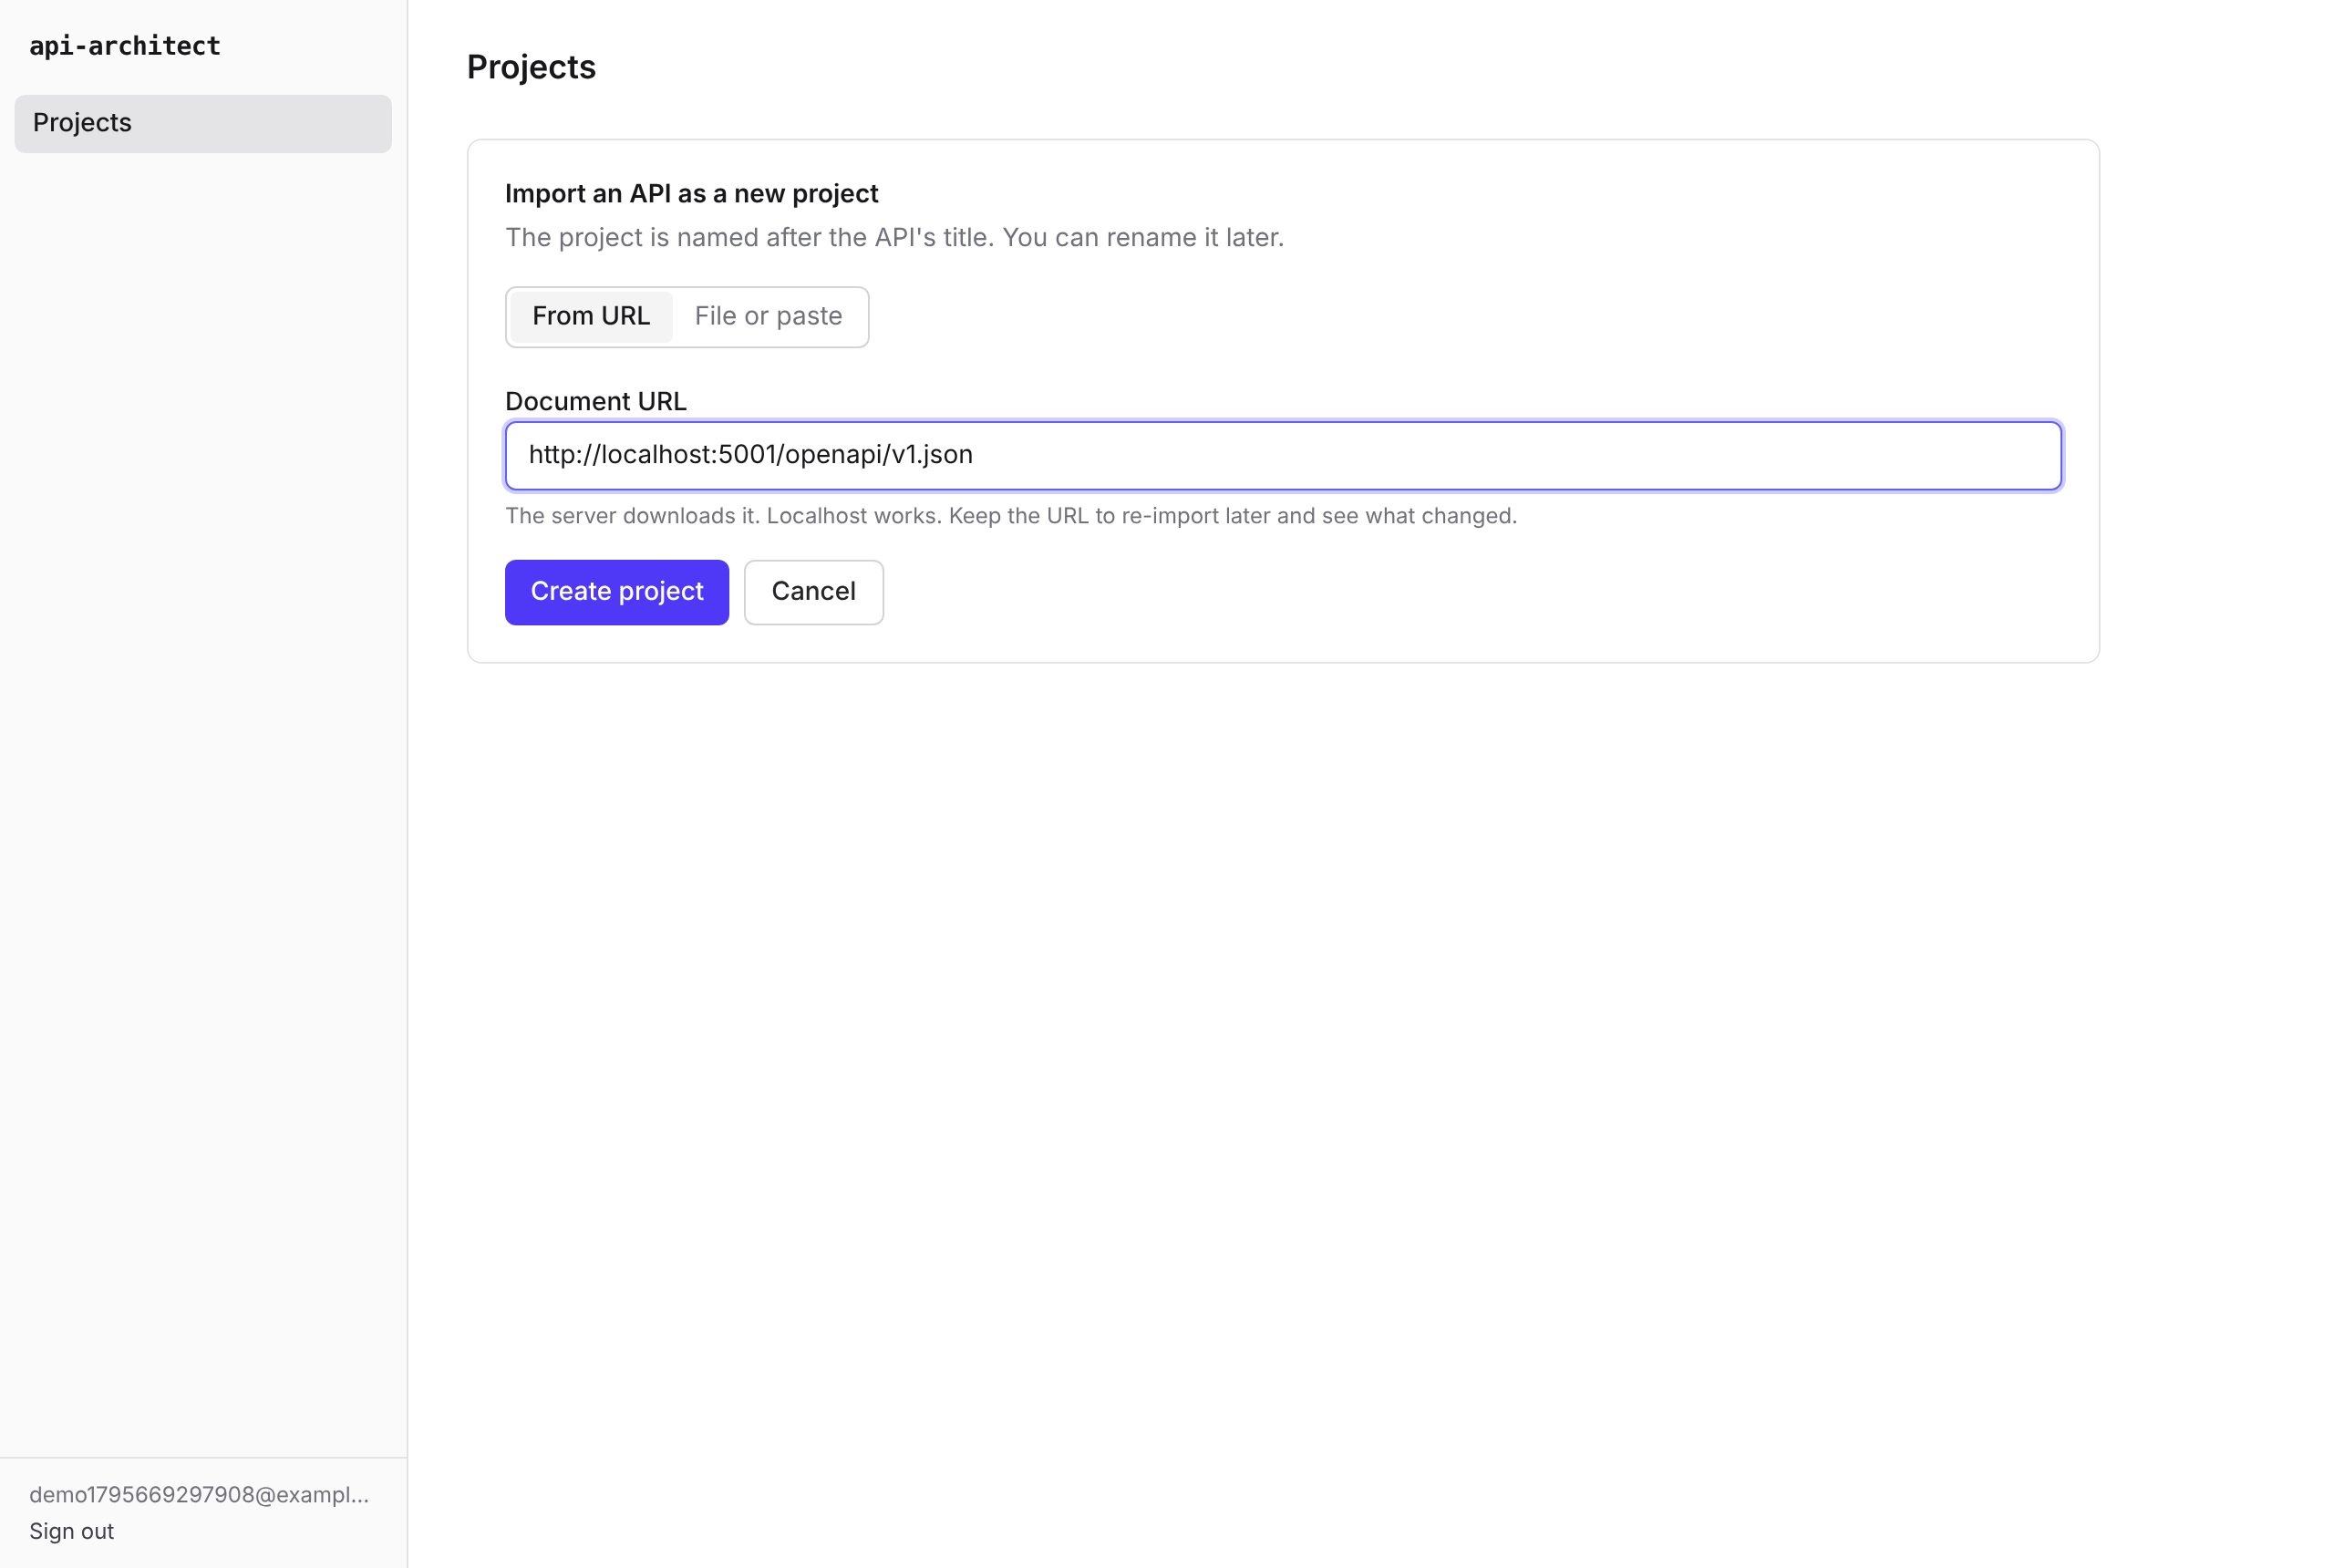 api-architect
Projects
Projects
Import an API as a new project
The project is named after the API's title. You can rename it later.
From URL
File or paste
Document URL
http://localhost:5001/openapi/v1.json
The server downloads it. Localhost works. Keep the URL to re-import later and see what changed.
Create project
Cancel
demo1795669297908@exampl...
Sign out